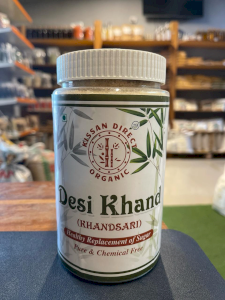 KISSAN DIRECT
ORGANIC
Desi Khand
(KHANDSARI)
Healthy Replacement of Sugar
Pure & Chemical Free